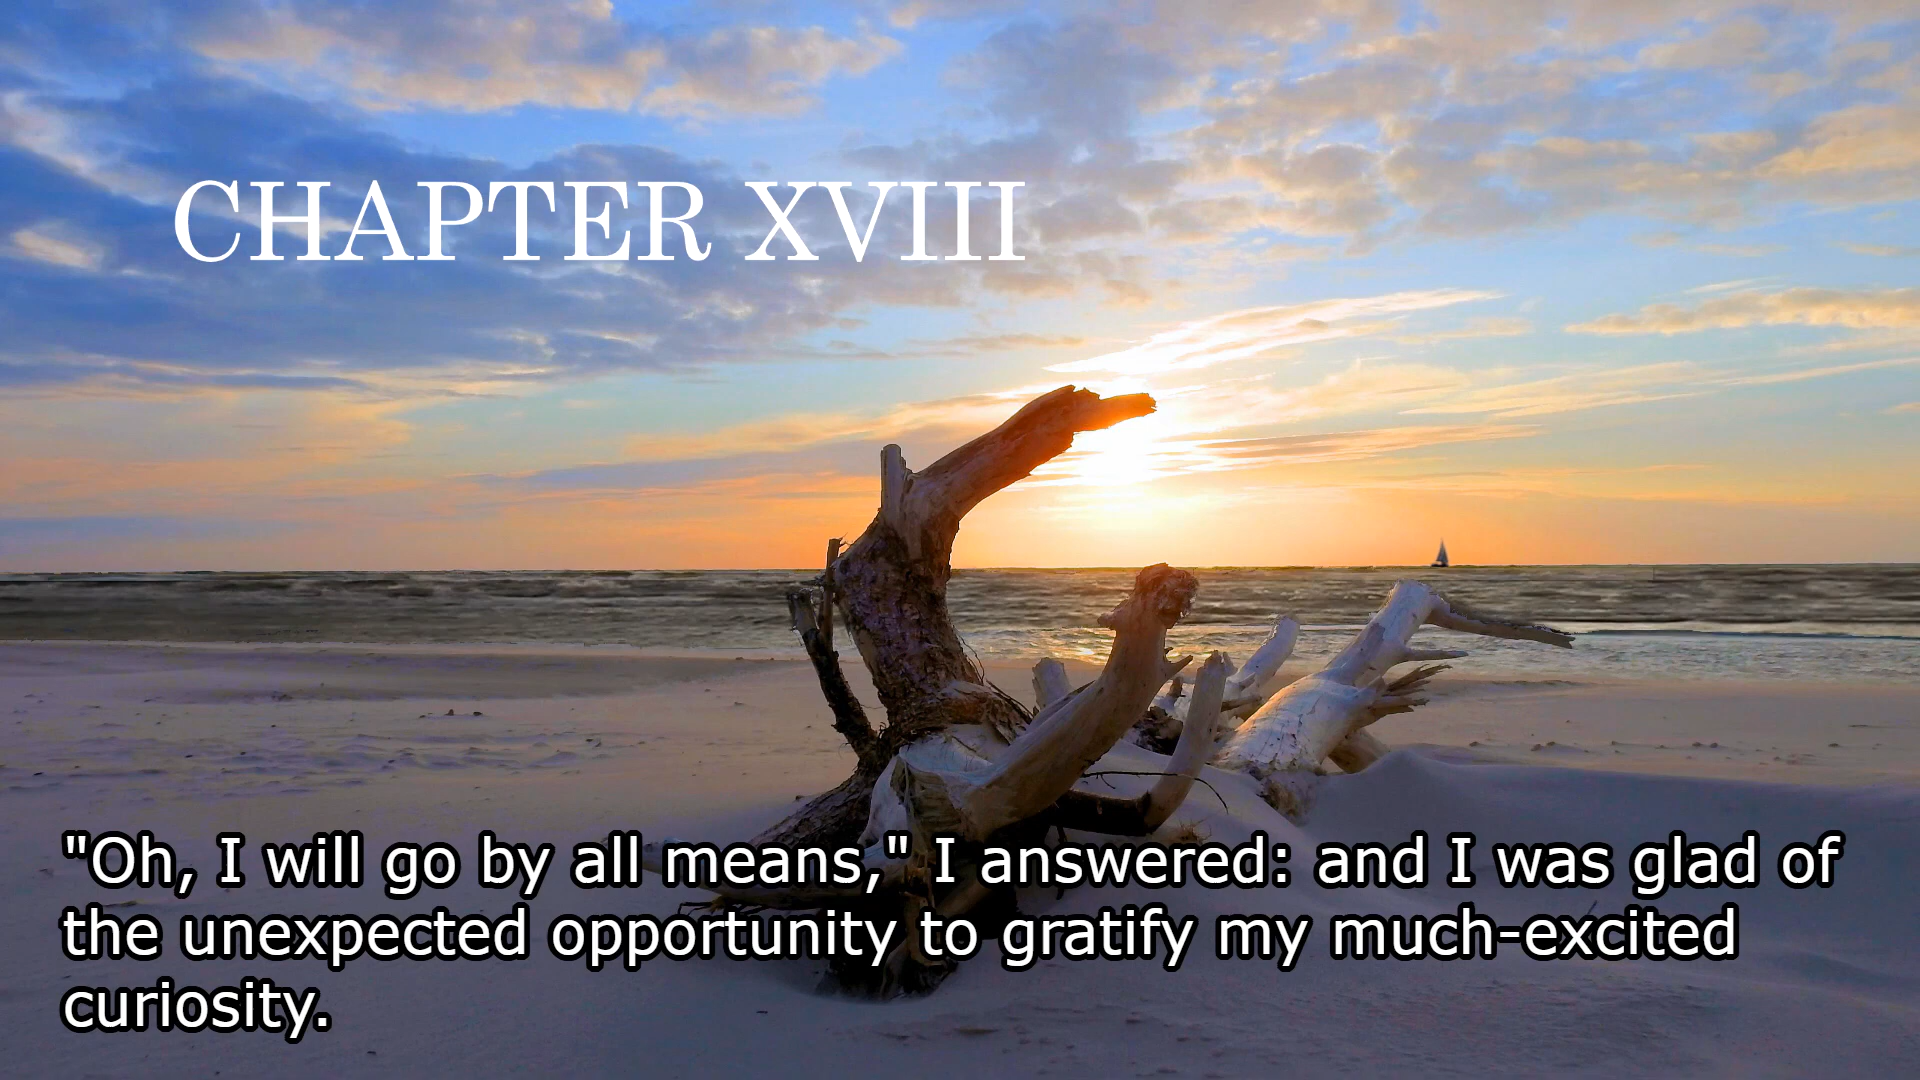 CHAPTER XVIII
"Oh, I will go by all means," I answered: and I was glad of
the unexpected opportunity to gratify my much-excited
curiosity.